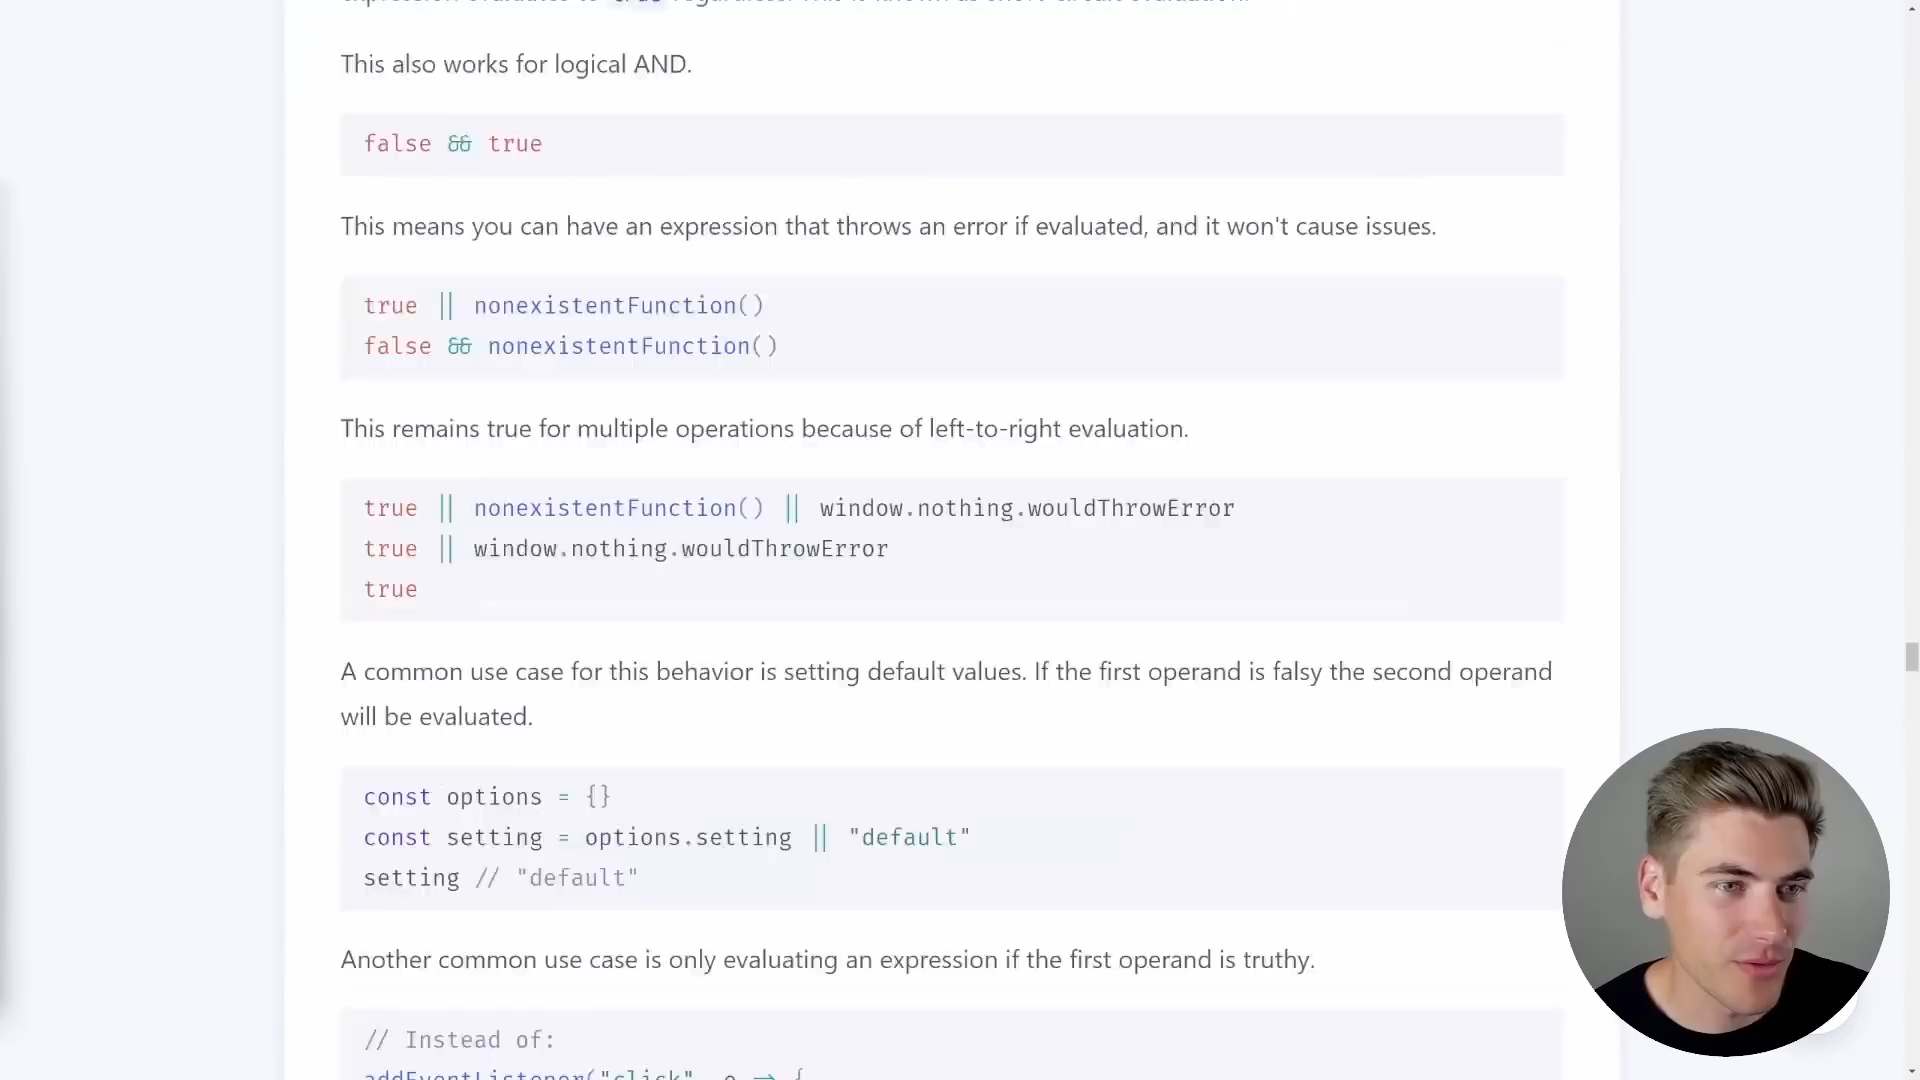 This also works for logical AND.
false && true
This means you can have an expression that throws an error if evaluated, and it won't cause issues.
true || nonexistentFunction()
false && nonexistentFunction()
This remains true for multiple operations because of left-to-right evaluation.
true || nonexistentFunction() || window.nothing.wouldThrowError
true || window.nothing.wouldThrowError
true
A common use case for this behavior is setting default values. If the first operand is falsy the second operand
will be evaluated.
const options = {}
const setting = options.setting || "default"
setting // "default"
Another common use case is only evaluating an expression if the first operand is truthy.
// Instead of:
addEventListener("click", e => {